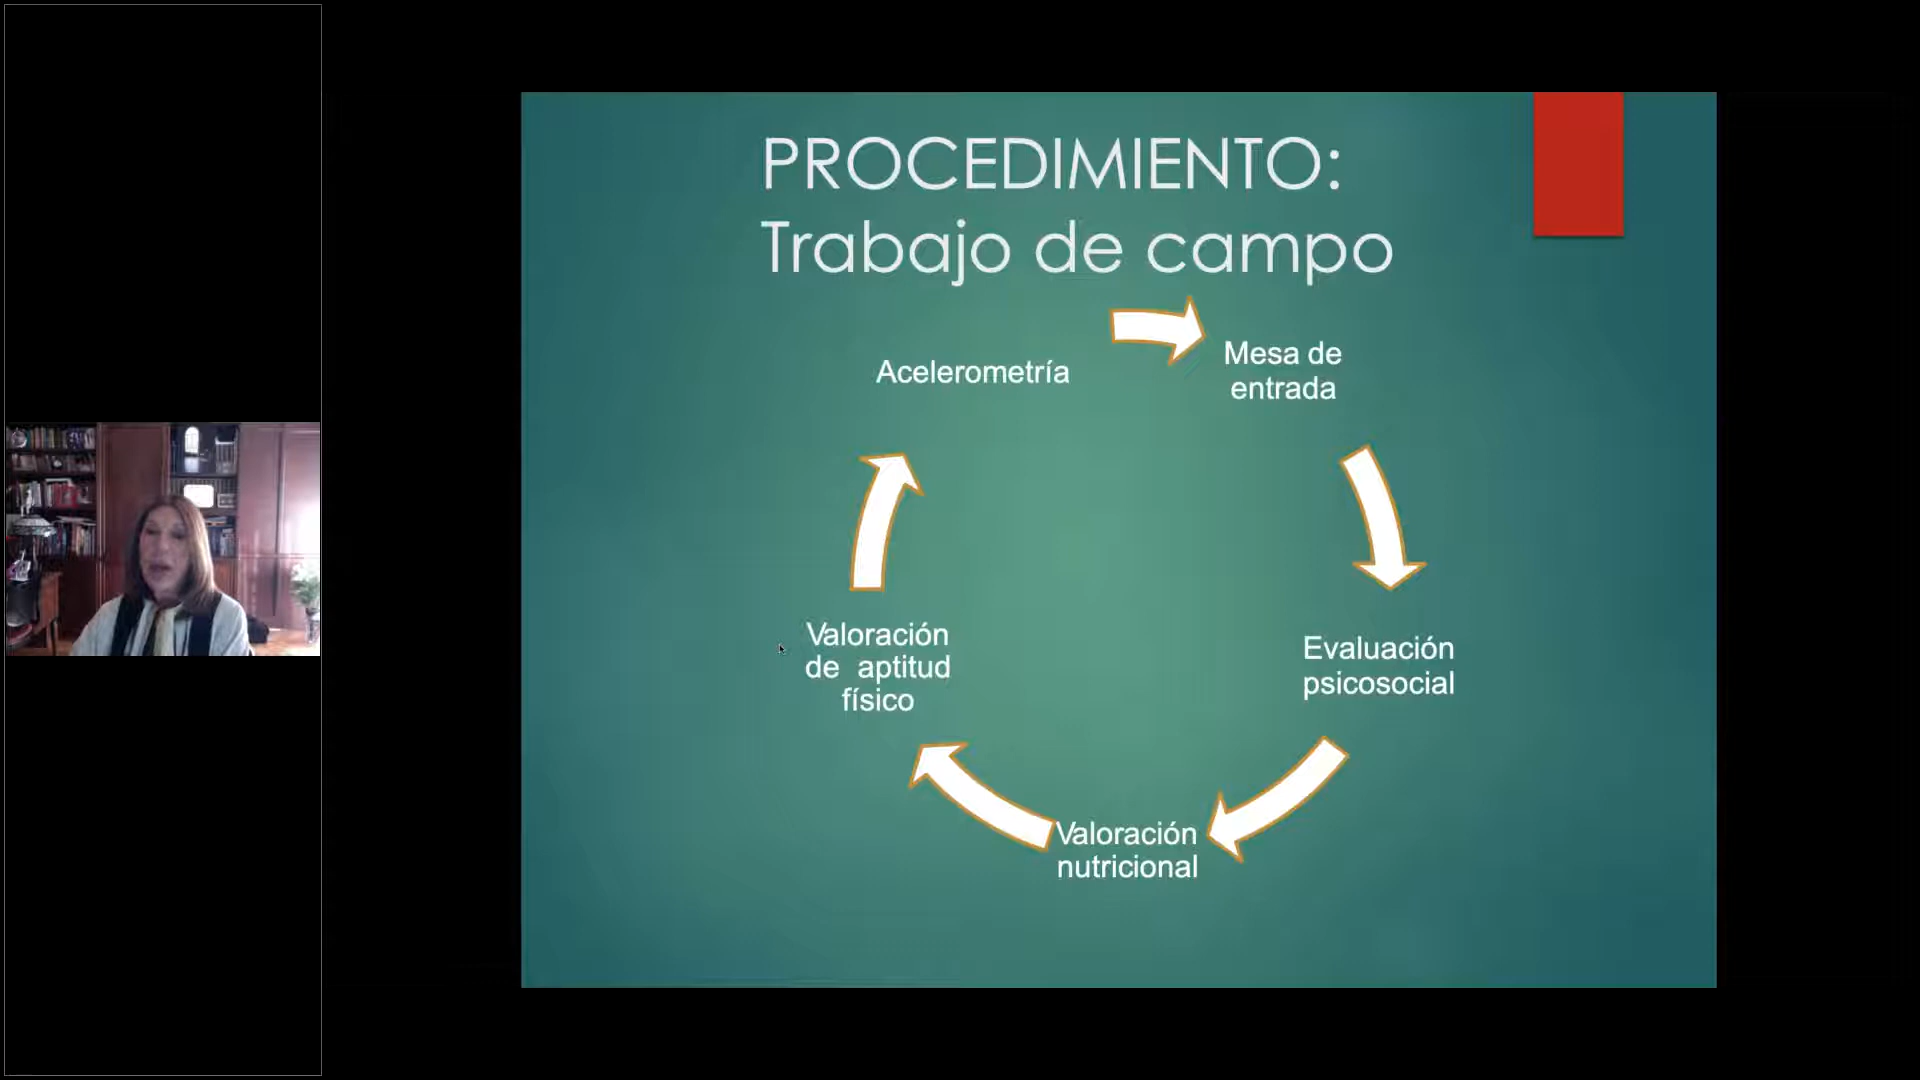 PROCEDIMIENTO:
Trabajo de campo
Acelerometría
Mesa de
entrada
Evaluación
psicosocial
Valoración
nutricional
Valoración
de  aptitud
físico